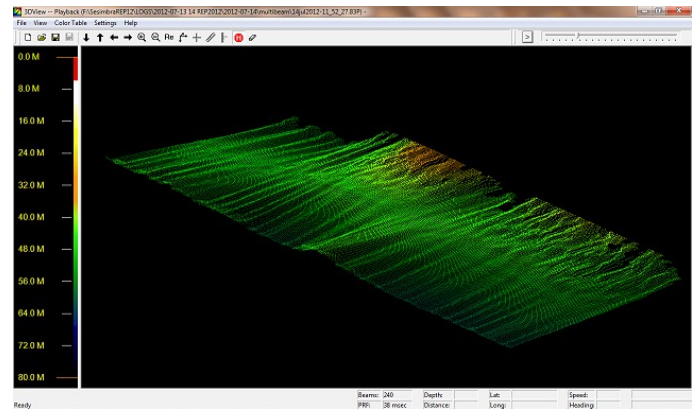 3DView -- Playback (F:\SesimbraREP12\LOGS\2012-07-13 14 REP2012\2012-07-14\multibeam\14jul2012-11_52_27.83P) -
File View Color Table Settings Help
Re
H
>
0.0 M
8.0 M
16.0 M
24.0 M
32.0 M
40.0 M
48.0 M
56.0 M
64.0 M
72.0 M
80.0 M
Beams: 240 Depth: Lat: Speed:
Ready PRF: 38 msec Distance: Long: Heading: